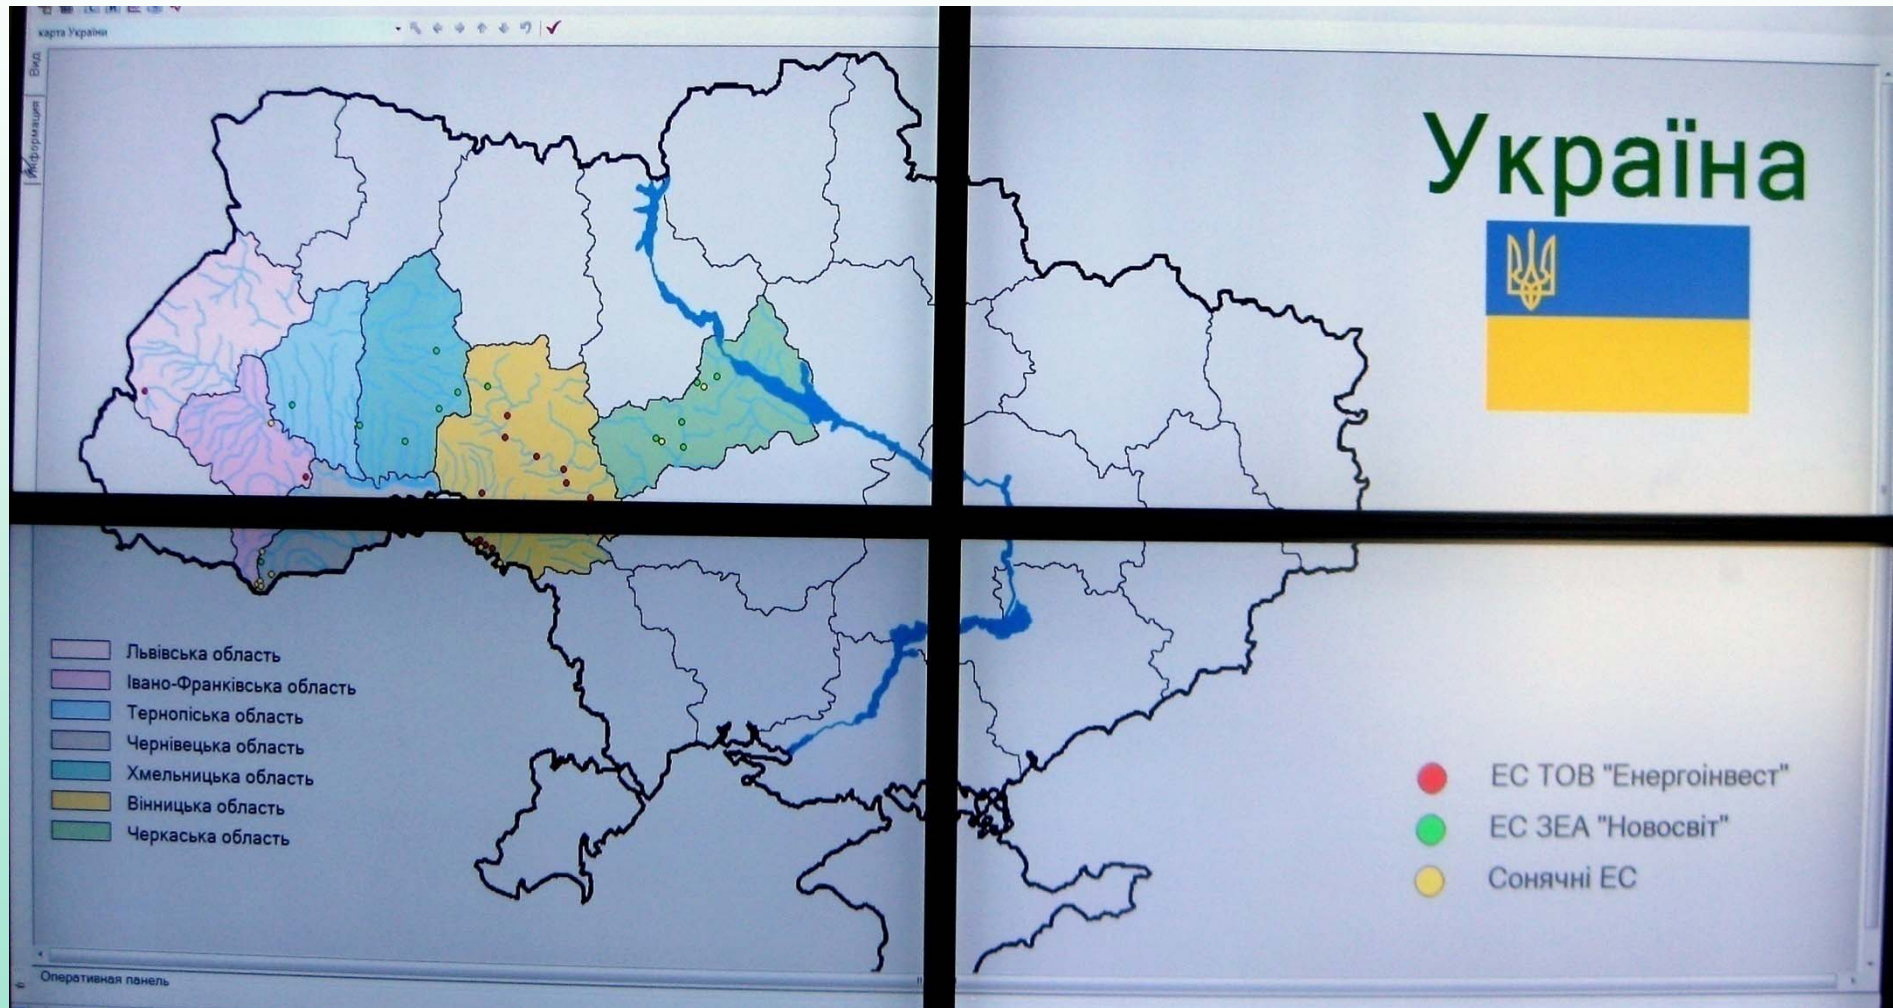 карта України
Вид
Информация
Україна
Львівська область
Івано-Франківська область
Тернопіська область
Чернівецька область
Хмельницька область
Вінницька область
Черкаська область
ЕС ТОВ "Енергоінвест"
ЕС ЗЕА "Новосвіт"
Сонячні ЕС
Оперативная панель